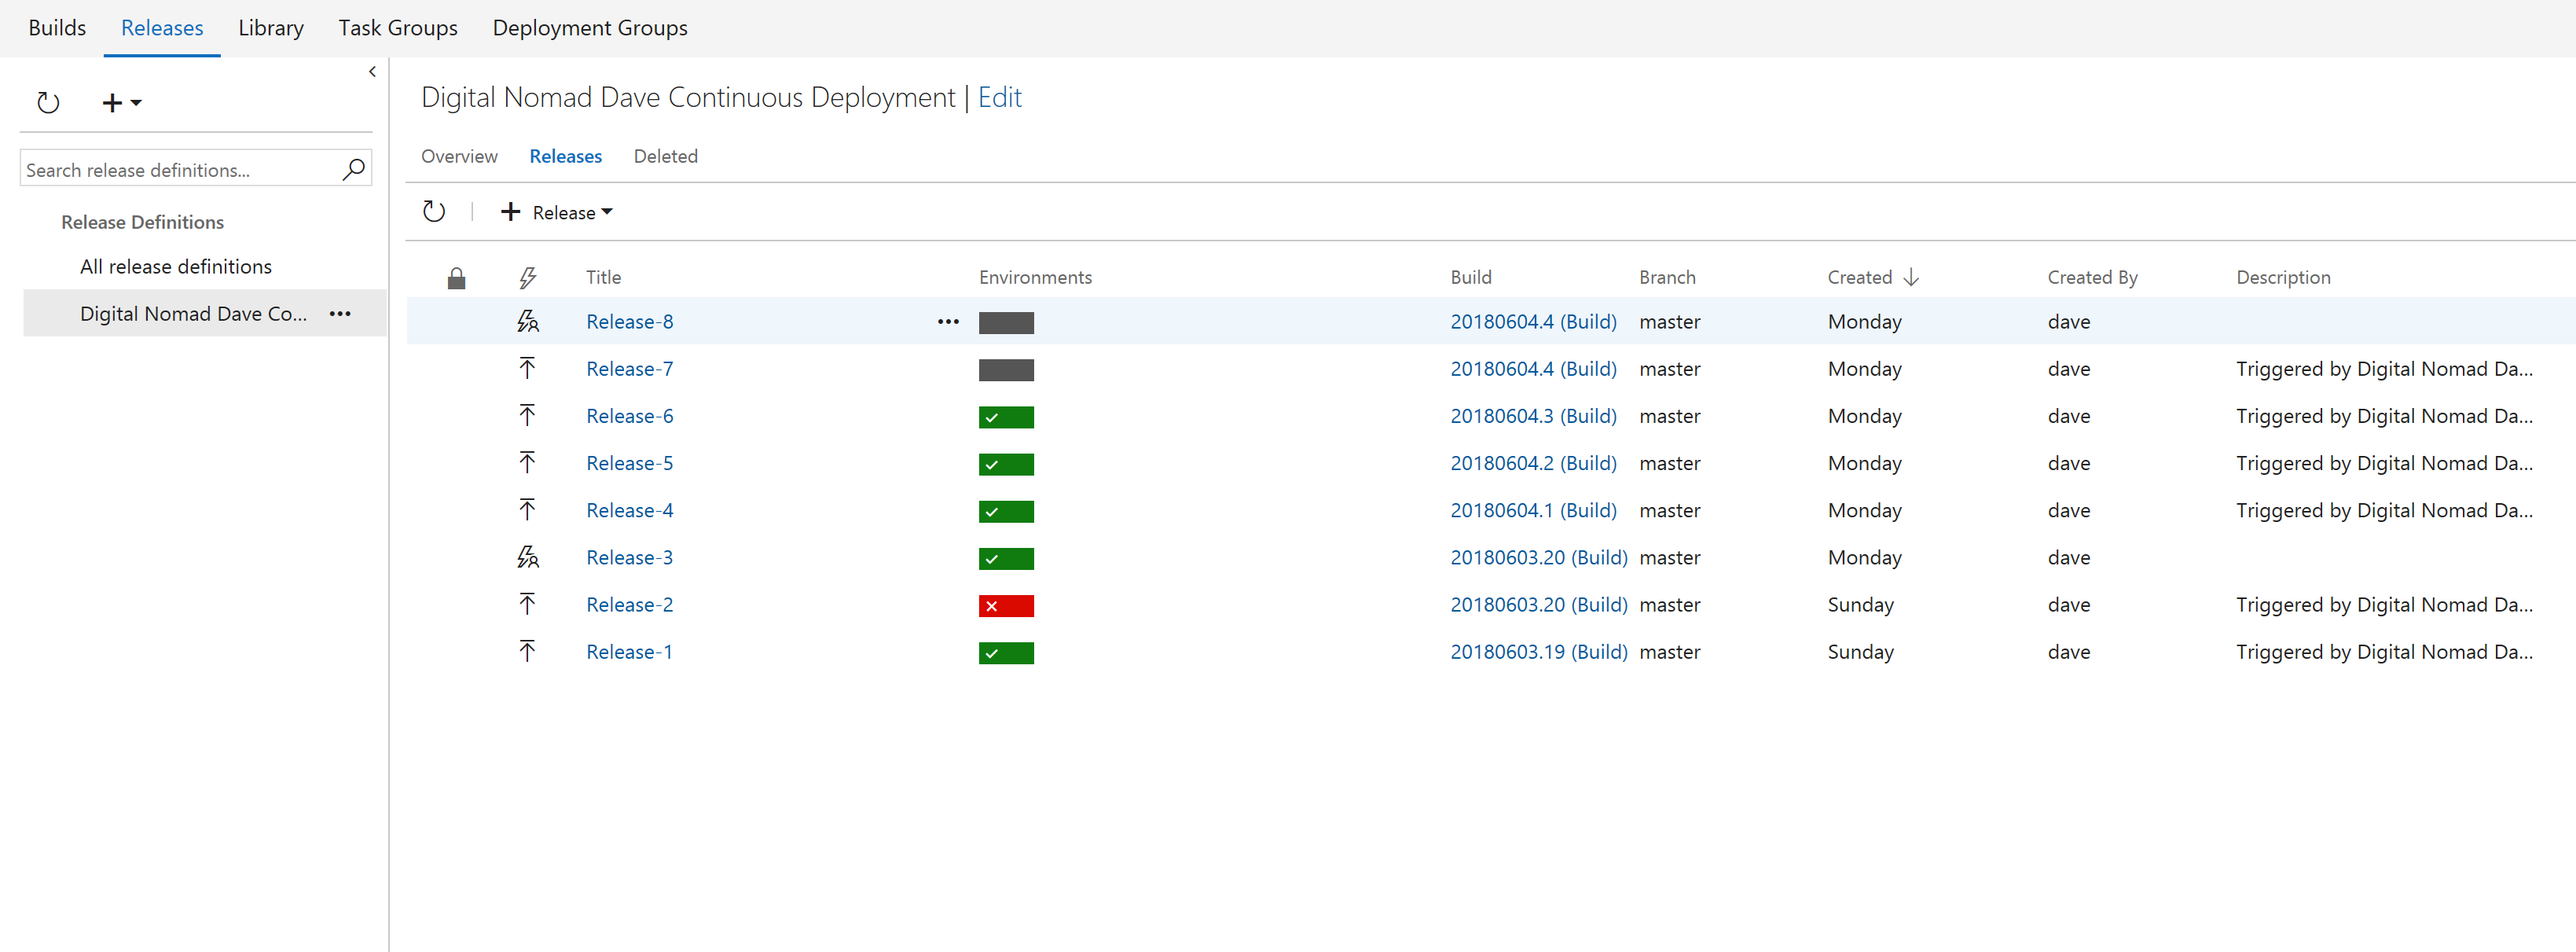 Builds Releases Library Task Groups Deployment Groups
Search release definitions...
Release Definitions
All release definitions
Digital Nomad Dave Co...
Digital Nomad Dave Continuous Deployment | Edit
Overview Releases Deleted
Release
Title Environments Build Branch Created Created By Description
Release-8 20180604.4 (Build) master Monday dave
Release-7 20180604.4 (Build) master Monday dave Triggered by Digital Nomad Da...
Release-6 20180604.3 (Build) master Monday dave Triggered by Digital Nomad Da...
Release-5 20180604.2 (Build) master Monday dave Triggered by Digital Nomad Da...
Release-4 20180604.1 (Build) master Monday dave Triggered by Digital Nomad Da...
Release-3 20180603.20 (Build) master Monday dave
Release-2 20180603.20 (Build) master Sunday dave Triggered by Digital Nomad Da...
Release-1 20180603.19 (Build) master Sunday dave Triggered by Digital Nomad Da...